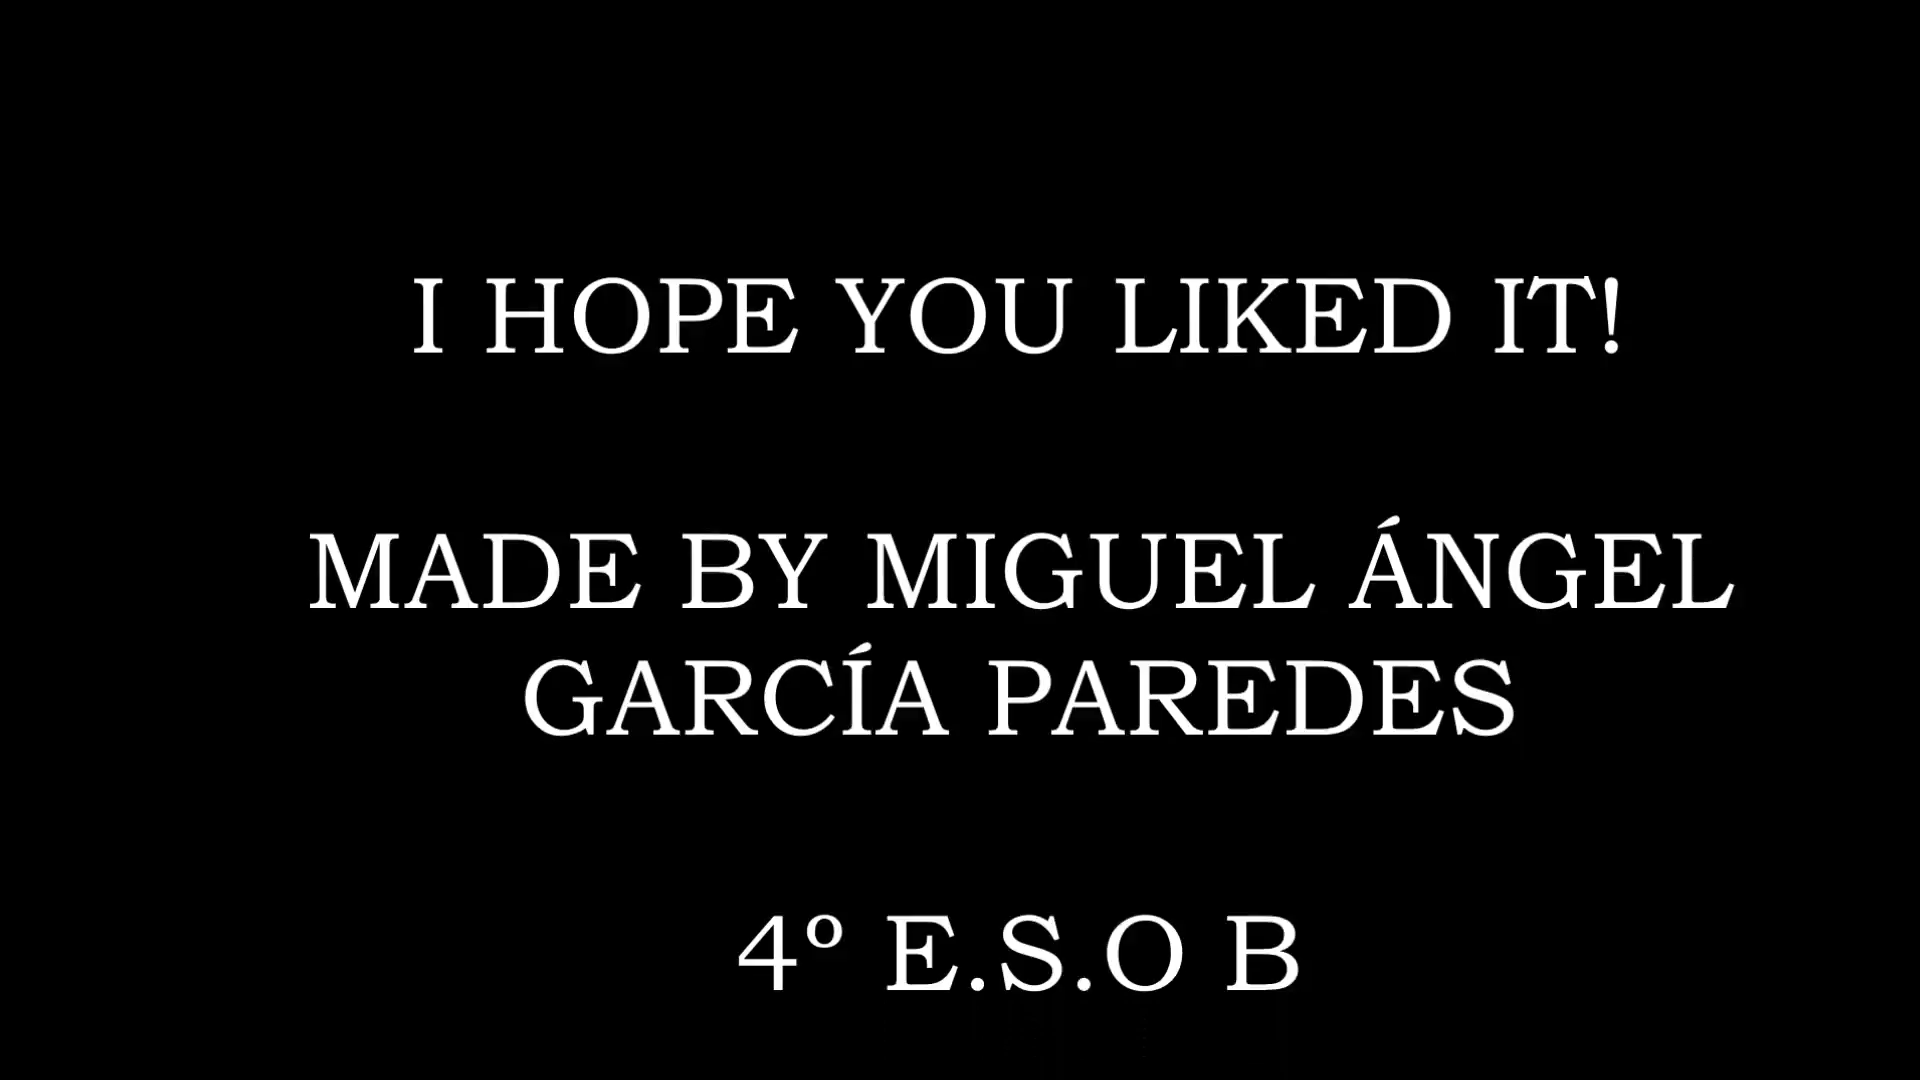 I HOPE YOU LIKED IT!
MADE BY MIGUEL ÁNGEL
GARCÍA PAREDES
4º E.S.O B